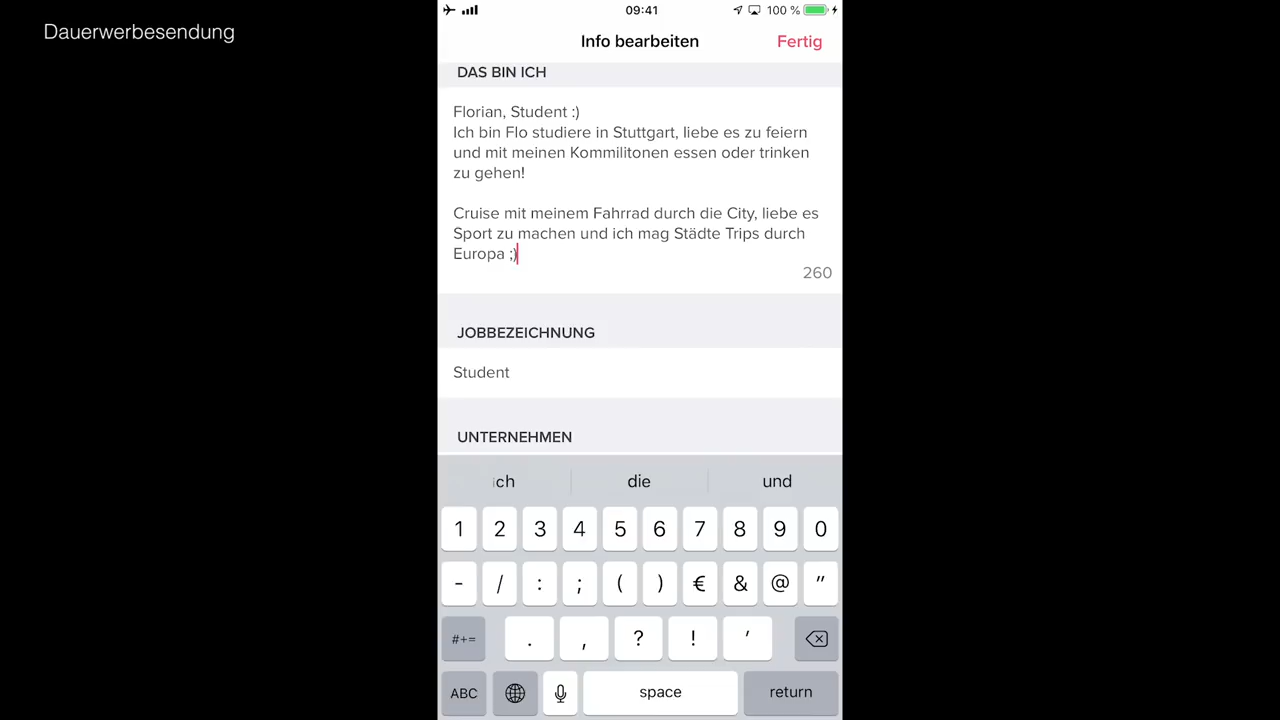 Dauerwerbesendung
09:41
100 %
Info bearbeiten
Fertig
DAS BIN ICH
Florian, Student :)
Ich bin Flo studiere in Stuttgart, liebe es zu feiern
und mit meinen Kommilitonen essen oder trinken
zu gehen!
Cruise mit meinem Fahrrad durch die City, liebe es
Sport zu machen und ich mag Städte Trips durch
Europa ;)
260
JOBBEZEICHNUNG
Student
UNTERNEHMEN
ich die und
1 2 3 4 5 6 7 8 9 0
- / : ; ( ) € & @ "
#+= . , ? ! '
ABC space return